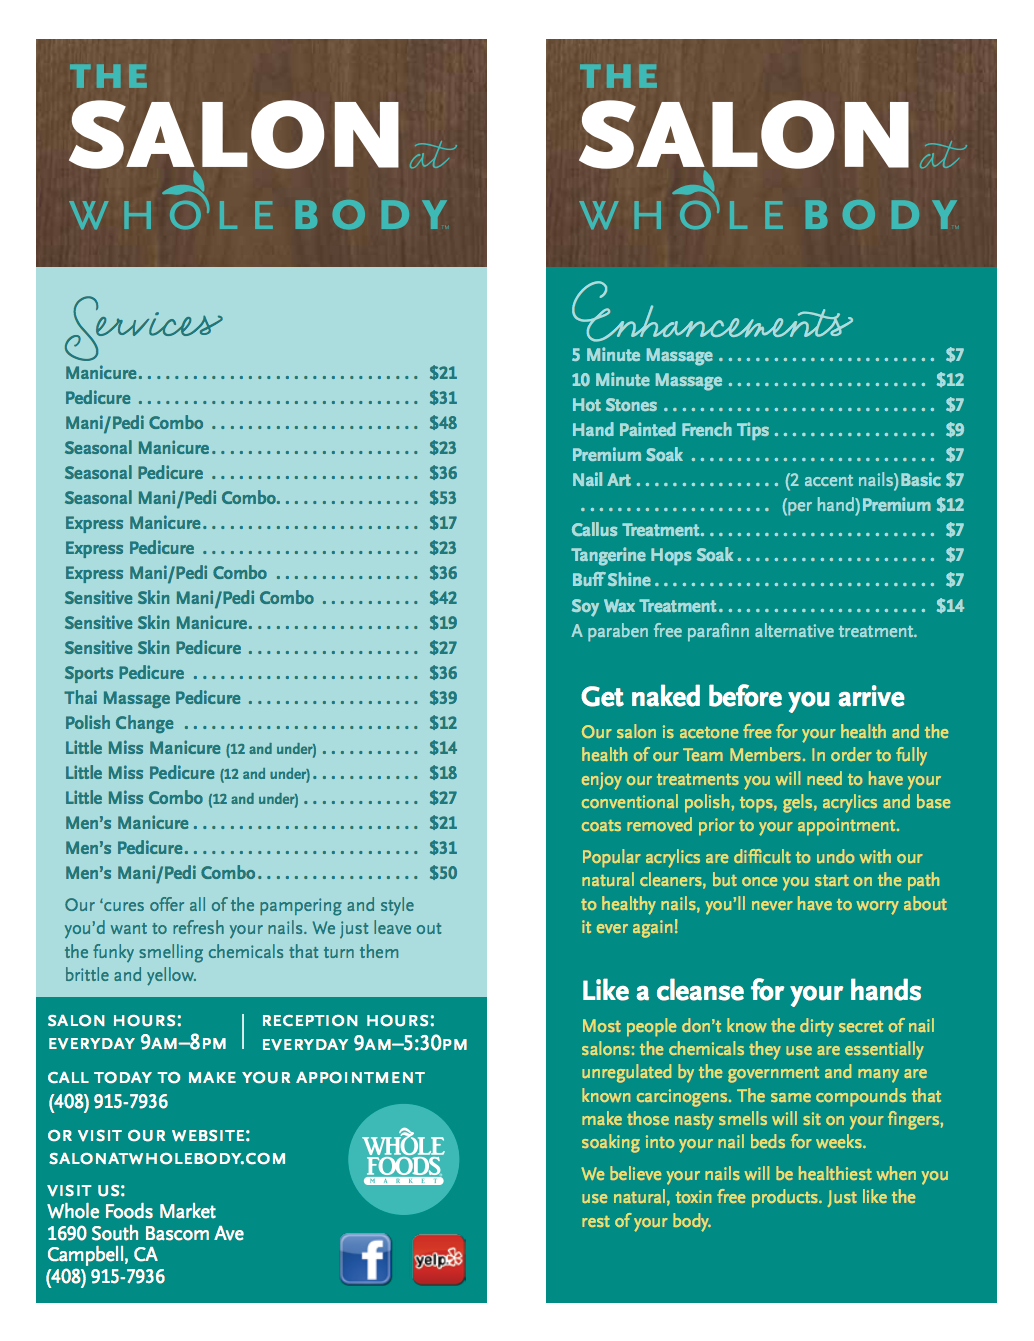 THE
SALON at
WHOLE BODY™
Services
Manicure. . . . . . . . . . . . . . . . . . . . . . . . . . . . . . . $21
Pedicure . . . . . . . . . . . . . . . . . . . . . . . . . . . . . . . $31
Mani/Pedi Combo . . . . . . . . . . . . . . . . . . . . . . . $48
Seasonal Manicure. . . . . . . . . . . . . . . . . . . . . . . $23
Seasonal Pedicure . . . . . . . . . . . . . . . . . . . . . . . $36
Seasonal Mani/Pedi Combo. . . . . . . . . . . . . . . . $53
Express Manicure. . . . . . . . . . . . . . . . . . . . . . . . $17
Express Pedicure . . . . . . . . . . . . . . . . . . . . . . . . $23
Express Mani/Pedi Combo . . . . . . . . . . . . . . . . $36
Sensitive Skin Mani/Pedi Combo . . . . . . . . . . . $42
Sensitive Skin Manicure. . . . . . . . . . . . . . . . . . . $19
Sensitive Skin Pedicure . . . . . . . . . . . . . . . . . . . $27
Sports Pedicure . . . . . . . . . . . . . . . . . . . . . . . . . $36
Thai Massage Pedicure . . . . . . . . . . . . . . . . . . . $39
Polish Change . . . . . . . . . . . . . . . . . . . . . . . . . . $12
Little Miss Manicure (12 and under) . . . . . . . . . . . $14
Little Miss Pedicure (12 and under). . . . . . . . . . . . $18
Little Miss Combo (12 and under) . . . . . . . . . . . . . $27
Men's Manicure . . . . . . . . . . . . . . . . . . . . . . . . . $21
Men's Pedicure. . . . . . . . . . . . . . . . . . . . . . . . . . $31
Men's Mani/Pedi Combo. . . . . . . . . . . . . . . . . . $50
Our ‘cures offer all of the pampering and style
you'd want to refresh your nails. We just leave out
the funky smelling chemicals that turn them
brittle and yellow.
SALON HOURS:
EVERYDAY 9AM–8PM
RECEPTION HOURS:
EVERYDAY 9AM–5:30PM
CALL TODAY TO MAKE YOUR APPOINTMENT
(408) 915-7936
OR VISIT OUR WEBSITE:
SALONATWHOLEBODY.COM
VISIT US:
Whole Foods Market
1690 South Bascom Ave
Campbell, CA
(408) 915-7936
WHOLE
FOODS
MARKET
f
yelp
THE
SALON at
WHOLE BODY™
Enhancements
5 Minute Massage . . . . . . . . . . . . . . . . . . . . . . . . $7
10 Minute Massage . . . . . . . . . . . . . . . . . . . . . . $12
Hot Stones . . . . . . . . . . . . . . . . . . . . . . . . . . . . . . $7
Hand Painted French Tips . . . . . . . . . . . . . . . . . . $9
Premium Soak . . . . . . . . . . . . . . . . . . . . . . . . . . . $7
Nail Art . . . . . . . . . . . . . . . . (2 accent nails)Basic $7
. . . . . . . . . . . . . . . . . . . . . (per hand)Premium $12
Callus Treatment. . . . . . . . . . . . . . . . . . . . . . . . . . $7
Tangerine Hops Soak . . . . . . . . . . . . . . . . . . . . . . $7
Buff Shine . . . . . . . . . . . . . . . . . . . . . . . . . . . . . . . $7
Soy Wax Treatment. . . . . . . . . . . . . . . . . . . . . . . $14
A paraben free parafinn alternative treatment.
Get naked before you arrive
Our salon is acetone free for your health and the
health of our Team Members. In order to fully
enjoy our treatments you will need to have your
conventional polish, tops, gels, acrylics and base
coats removed prior to your appointment.
Popular acrylics are difficult to undo with our
natural cleaners, but once you start on the path
to healthy nails, you'll never have to worry about
it ever again!
Like a cleanse for your hands
Most people don't know the dirty secret of nail
salons: the chemicals they use are essentially
unregulated by the government and many are
known carcinogens. The same compounds that
make those nasty smells will sit on your fingers,
soaking into your nail beds for weeks.
We believe your nails will be healthiest when you
use natural, toxin free products. Just like the
rest of your body.